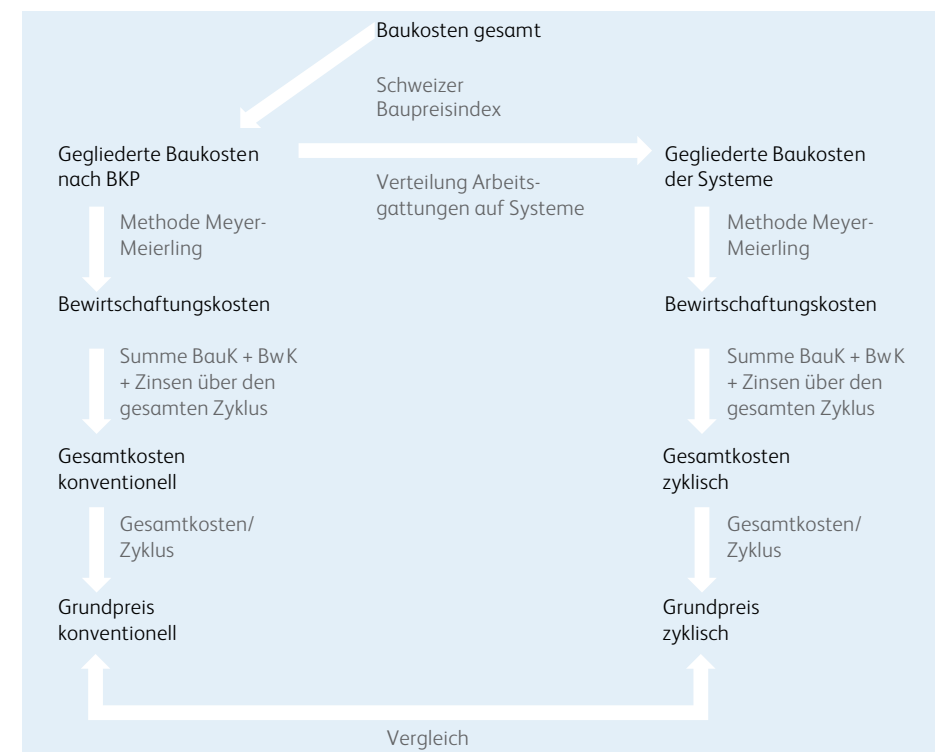 Baukosten gesamt
Schweizer
Baupreisindex
Gegliederte Baukosten
nach BKP
Verteilung Arbeits-
gattungen auf Systeme
Gegliederte Baukosten
der Systeme
Methode Meyer-
Meierling
Methode Meyer-
Meierling
Bewirtschaftungskosten
Bewirtschaftungskosten
Summe BauK + BwK
+ Zinsen über den
gesamten Zyklus
Summe BauK + BwK
+ Zinsen über den
gesamten Zyklus
Gesamtkosten
konventionell
Gesamtkosten
zyklisch
Gesamtkosten/
Zyklus
Gesamtkosten/
Zyklus
Grundpreis
konventionell
Grundpreis
zyklisch
Vergleich